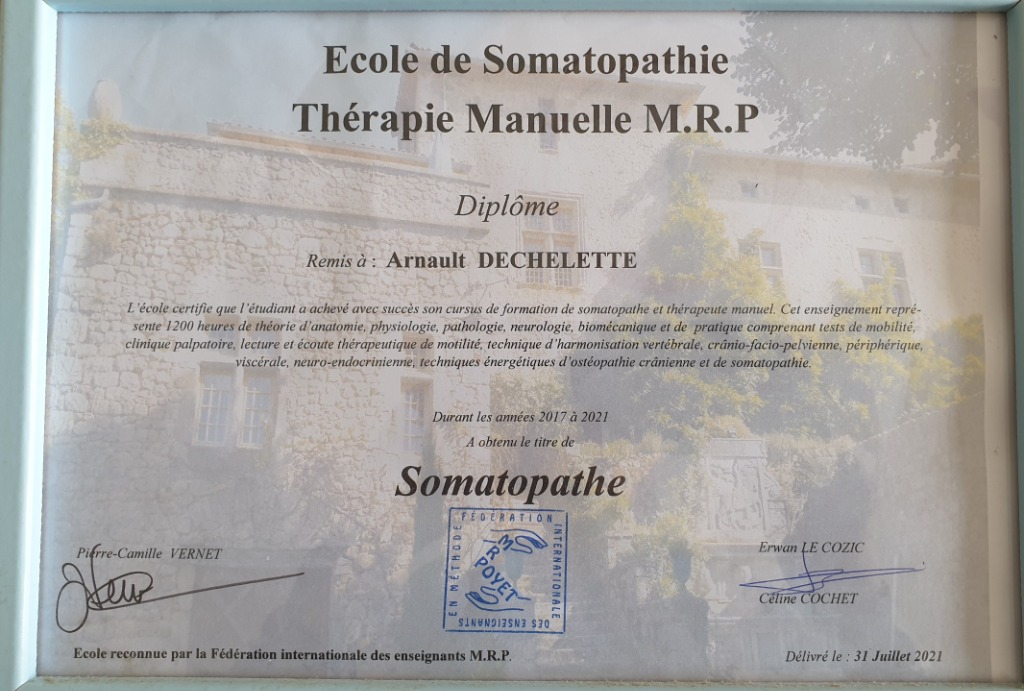 Ecole de Somatopathie
Thérapie Manuelle M.R.P
Diplôme
Remis à : Arnault DECHELETTE
L'école certifie que l'étudiant a achevé avec succès son cursus de formation de somatopathe et thérapeute manuel. Cet enseignement repré-
sente 1200 heures de théorie d'anatomie, physiologie, pathologie, neurologie, biomécanique et de pratique comprenant tests de mobilité,
clinique palpatoire, lecture et écoute thérapeutique de motilité, technique d'harmonisation vertébrale, crânio-facio-pelvienne, périphérique,
viscérale, neuro-endocrinienne, techniques énergétiques d'ostéopathie crânienne et de somatopathie.
Durant les années 2017 à 2021
A obtenu le titre de
Somatopathe
FÉDÉRATION
INTERNATIONALE
DES ENSEIGNANTS
EN MÉTHODE
MRP
POYET
Pierre-Camille VERNET
Erwan LE COZIC
Céline COCHET
Ecole reconnue par la Fédération internationale des enseignants M.R.P.
Délivré le : 31 Juillet 2021